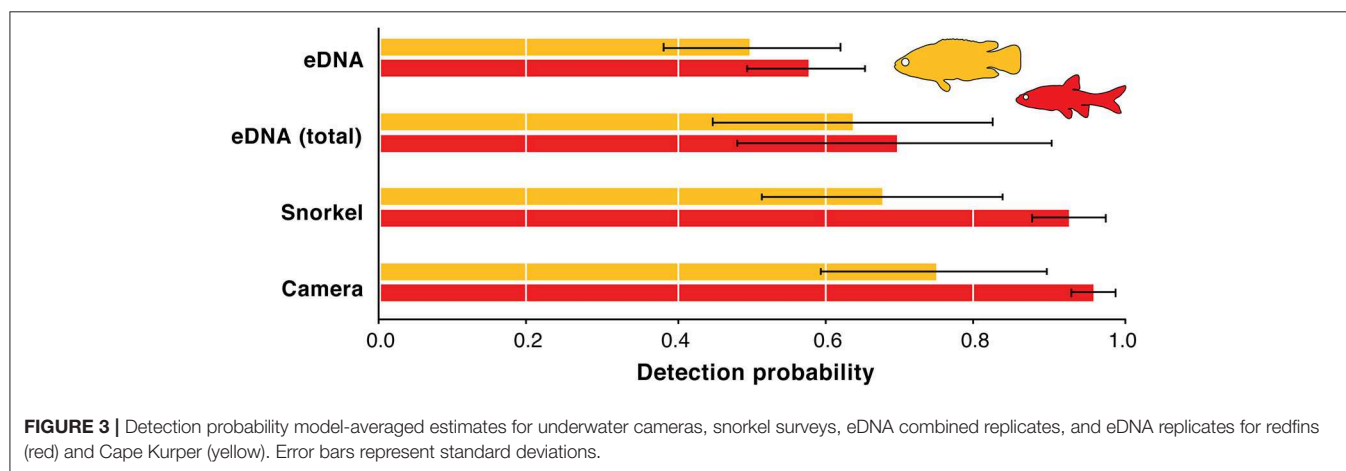 eDNA
eDNA (total)
Snorkel
Camera
0.0 0.2 0.4 0.6 0.8 1.0
Detection probability
FIGURE 3 | Detection probability model-averaged estimates for underwater cameras, snorkel surveys, eDNA combined replicates, and eDNA replicates for redfins
(red) and Cape Kurper (yellow). Error bars represent standard deviations.